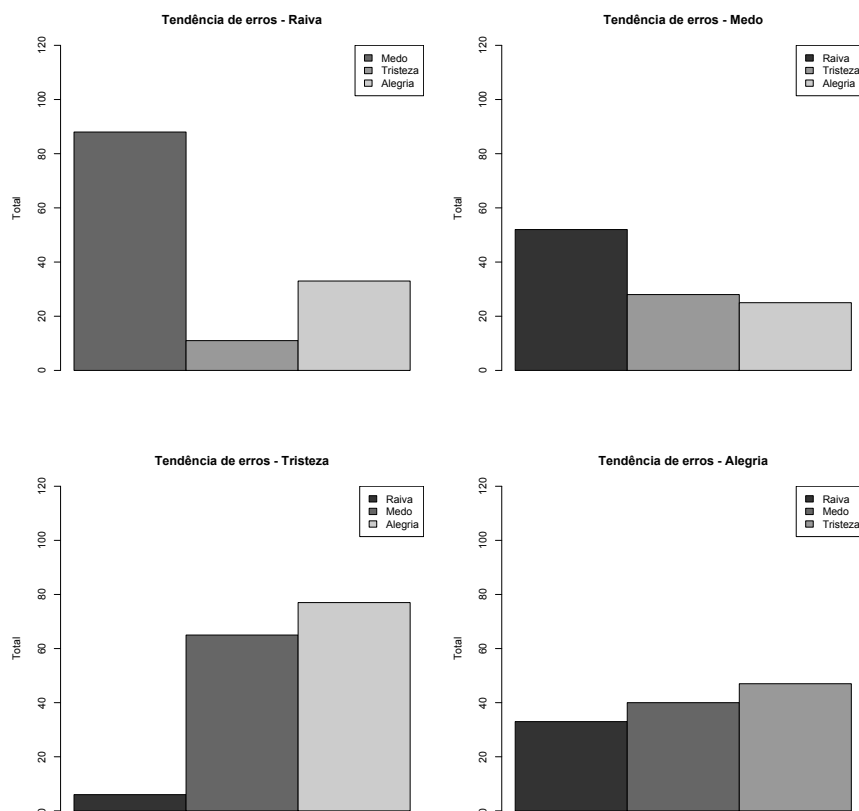 Tendência de erros - Raiva
Total
0
20
40
60
80
100
120
Medo
Tristeza
Alegria
Tendência de erros - Medo
Total
0
20
40
60
80
100
120
Raiva
Tristeza
Alegria
Tendência de erros - Tristeza
Total
0
20
40
60
80
100
120
Raiva
Medo
Alegria
Tendência de erros - Alegria
Total
0
20
40
60
80
100
120
Raiva
Medo
Tristeza